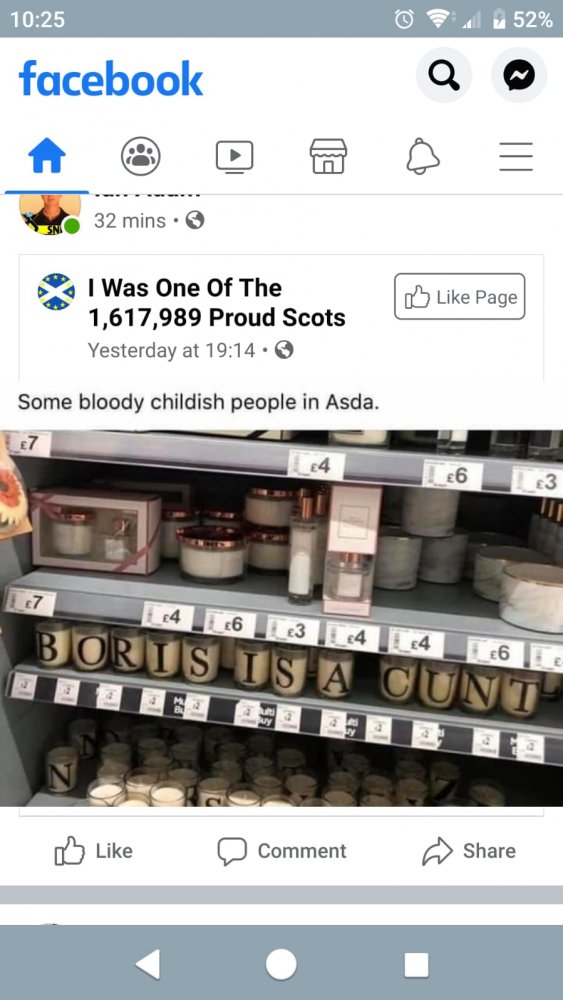 10:25
52%
facebook
32 mins
I Was One Of The
1,617,989 Proud Scots
Like Page
Yesterday at 19:14
Some bloody childish people in Asda.
£7
£4
£6
£3
£7
£4
£6
£3
£4
£4
£6
BORIS IS A CUNT
N
N
Like
Comment
Share